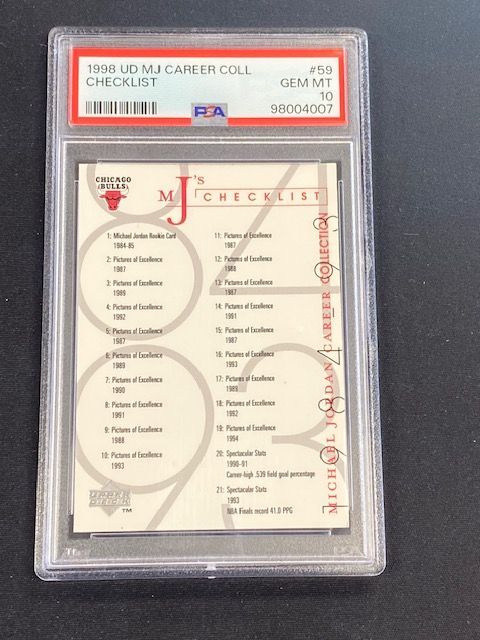 1998 UD MJ CAREER COLL #59
CHECKLIST GEM MT
10
PSA 98004007
CHICAGO
BULLS
MJ's CHECKLIST
1: Michael Jordan Rookie Card
1984-85
2: Pictures of Excellence
1987
3: Pictures of Excellence
1989
4: Pictures of Excellence
1992
5: Pictures of Excellence
1987
6: Pictures of Excellence
1989
7: Pictures of Excellence
1990
8: Pictures of Excellence
1991
9: Pictures of Excellence
1988
10: Pictures of Excellence
1993
11: Pictures of Excellence
1987
12: Pictures of Excellence
1988
13: Pictures of Excellence
1987
14: Pictures of Excellence
1991
15: Pictures of Excellence
1987
16: Pictures of Excellence
1993
17: Pictures of Excellence
1989
18: Pictures of Excellence
1992
19: Pictures of Excellence
1994
20: Spectacular Stats
1990-91
Career-high .539 field goal percentage
21: Spectacular Stats
1993
NBA Finals record 41.0 PPG
MICHAEL JORDAN CAREER COLLECTION
1984-93
UPPER
DECK
TM